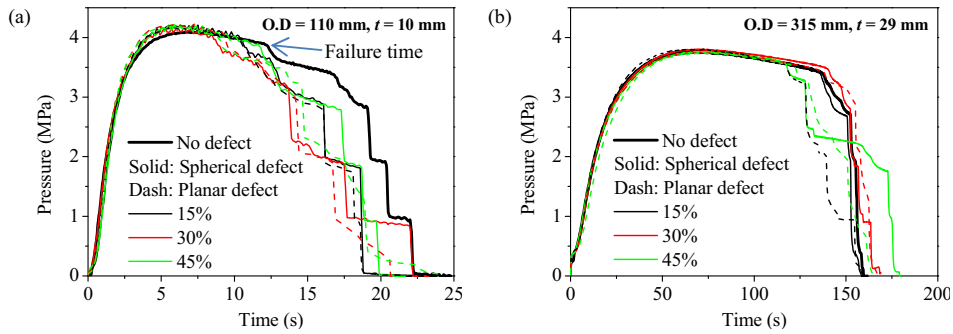 (a)
O.D = 110 mm, t = 10 mm
Failure time
No defect
Solid: Spherical defect
Dash: Planar defect
15%
30%
45%
Pressure (MPa)
0
1
2
3
4
0
5
10
15
20
25
Time (s)
(b)
O.D = 315 mm, t = 29 mm
No defect
Solid: Spherical defect
Dash: Planar defect
15%
30%
45%
Pressure (MPa)
0
1
2
3
4
0
50
100
150
200
Time (s)